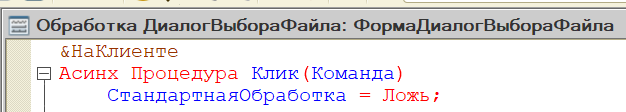 Обработка ДиалогВыбораФайла: ФормаДиалогВыбораФайла
&НаКлиенте
Асинх Процедура Клик(Команда)
СтандартнаяОбработка = Ложь;